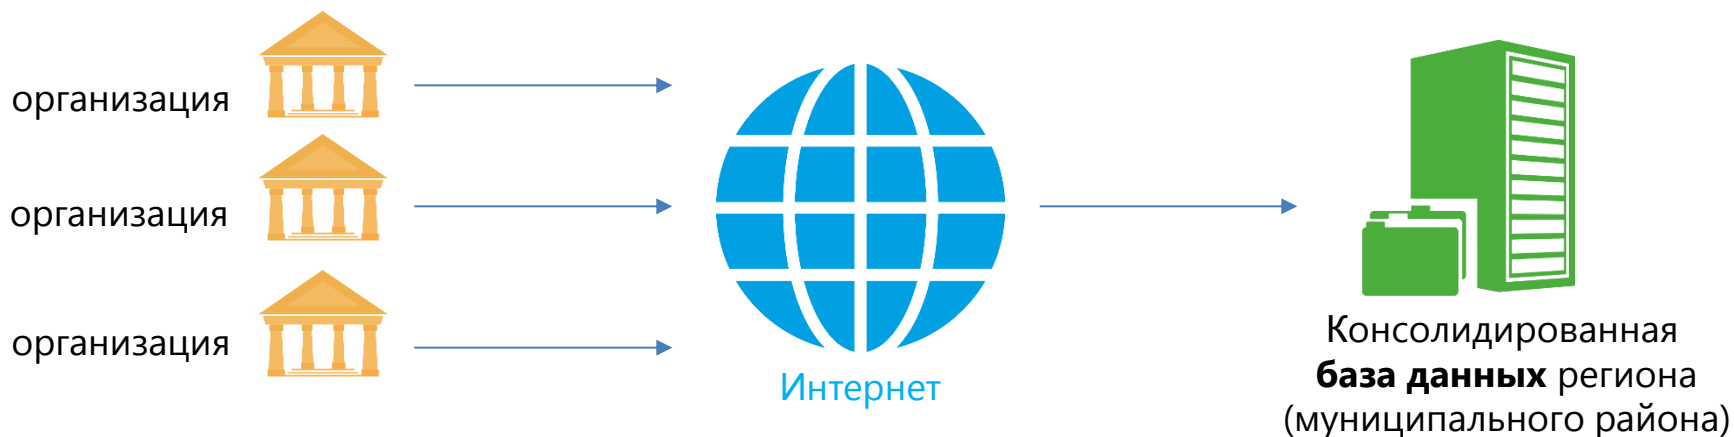 организация
организация
организация
Интернет
Консолидированная
база данных региона
(муниципального района)